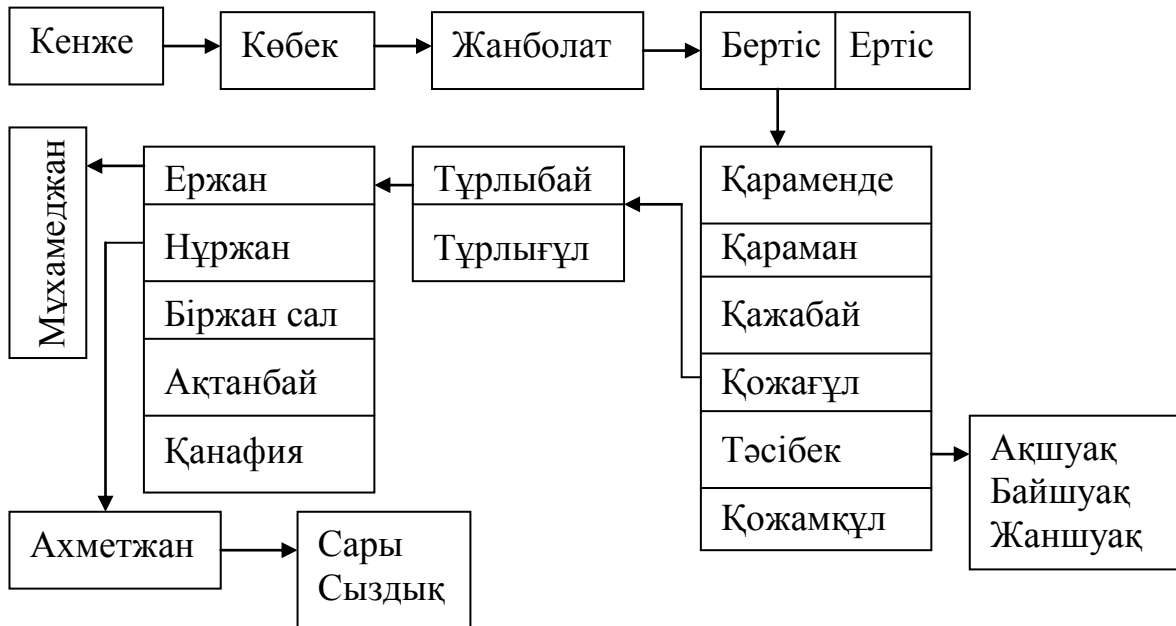 Кенже
Көбек
Жанболат
Бертіс
Ертіс
Мұхамеджан
Ержан
Нұржан
Біржан сал
Ақтанбай
Қанафия
Тұрлыбай
Тұрлығұл
Қараменде
Қараман
Қажабай
Қожағұл
Тәсібек
Қожамқұл
Ақшуақ
Байшуақ
Жаншуақ
Ахметжан
Сары
Сыздық